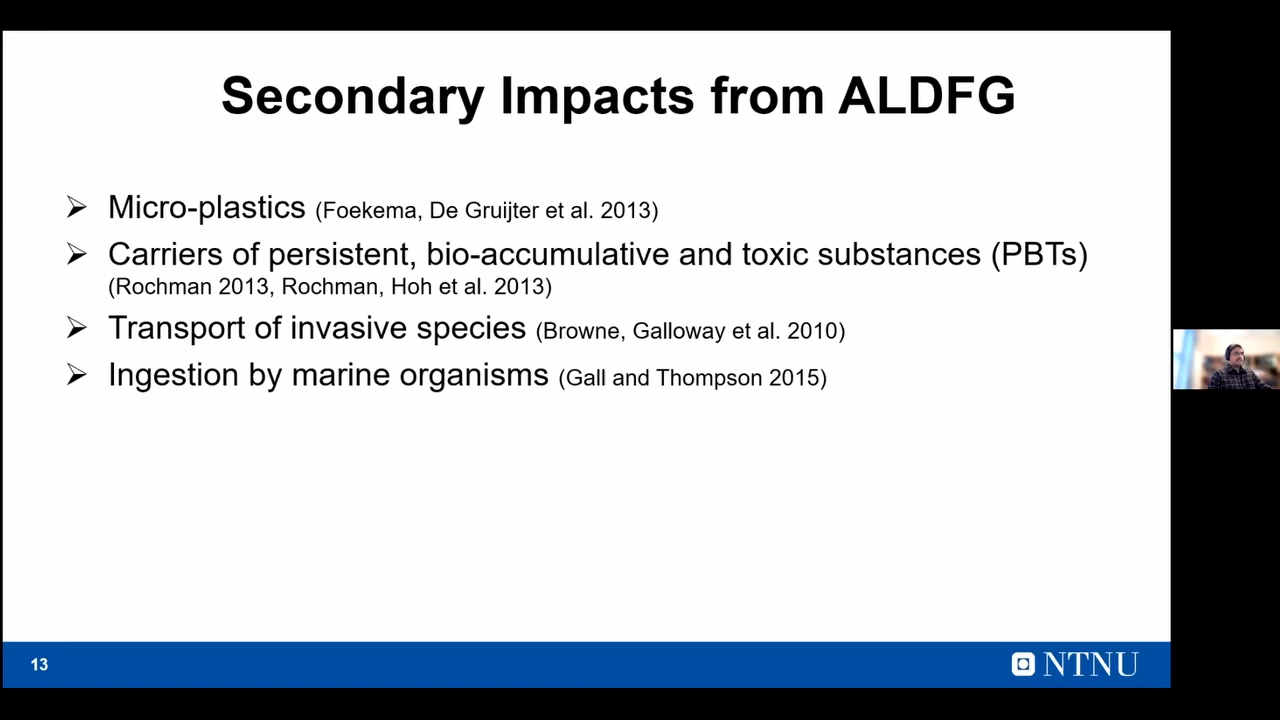 Secondary Impacts from ALDFG
Micro-plastics (Foekema, De Gruijter et al. 2013)
Carriers of persistent, bio-accumulative and toxic substances (PBTs)
(Rochman 2013, Rochman, Hoh et al. 2013)
Transport of invasive species (Browne, Galloway et al. 2010)
Ingestion by marine organisms (Gall and Thompson 2015)
13
NTNU